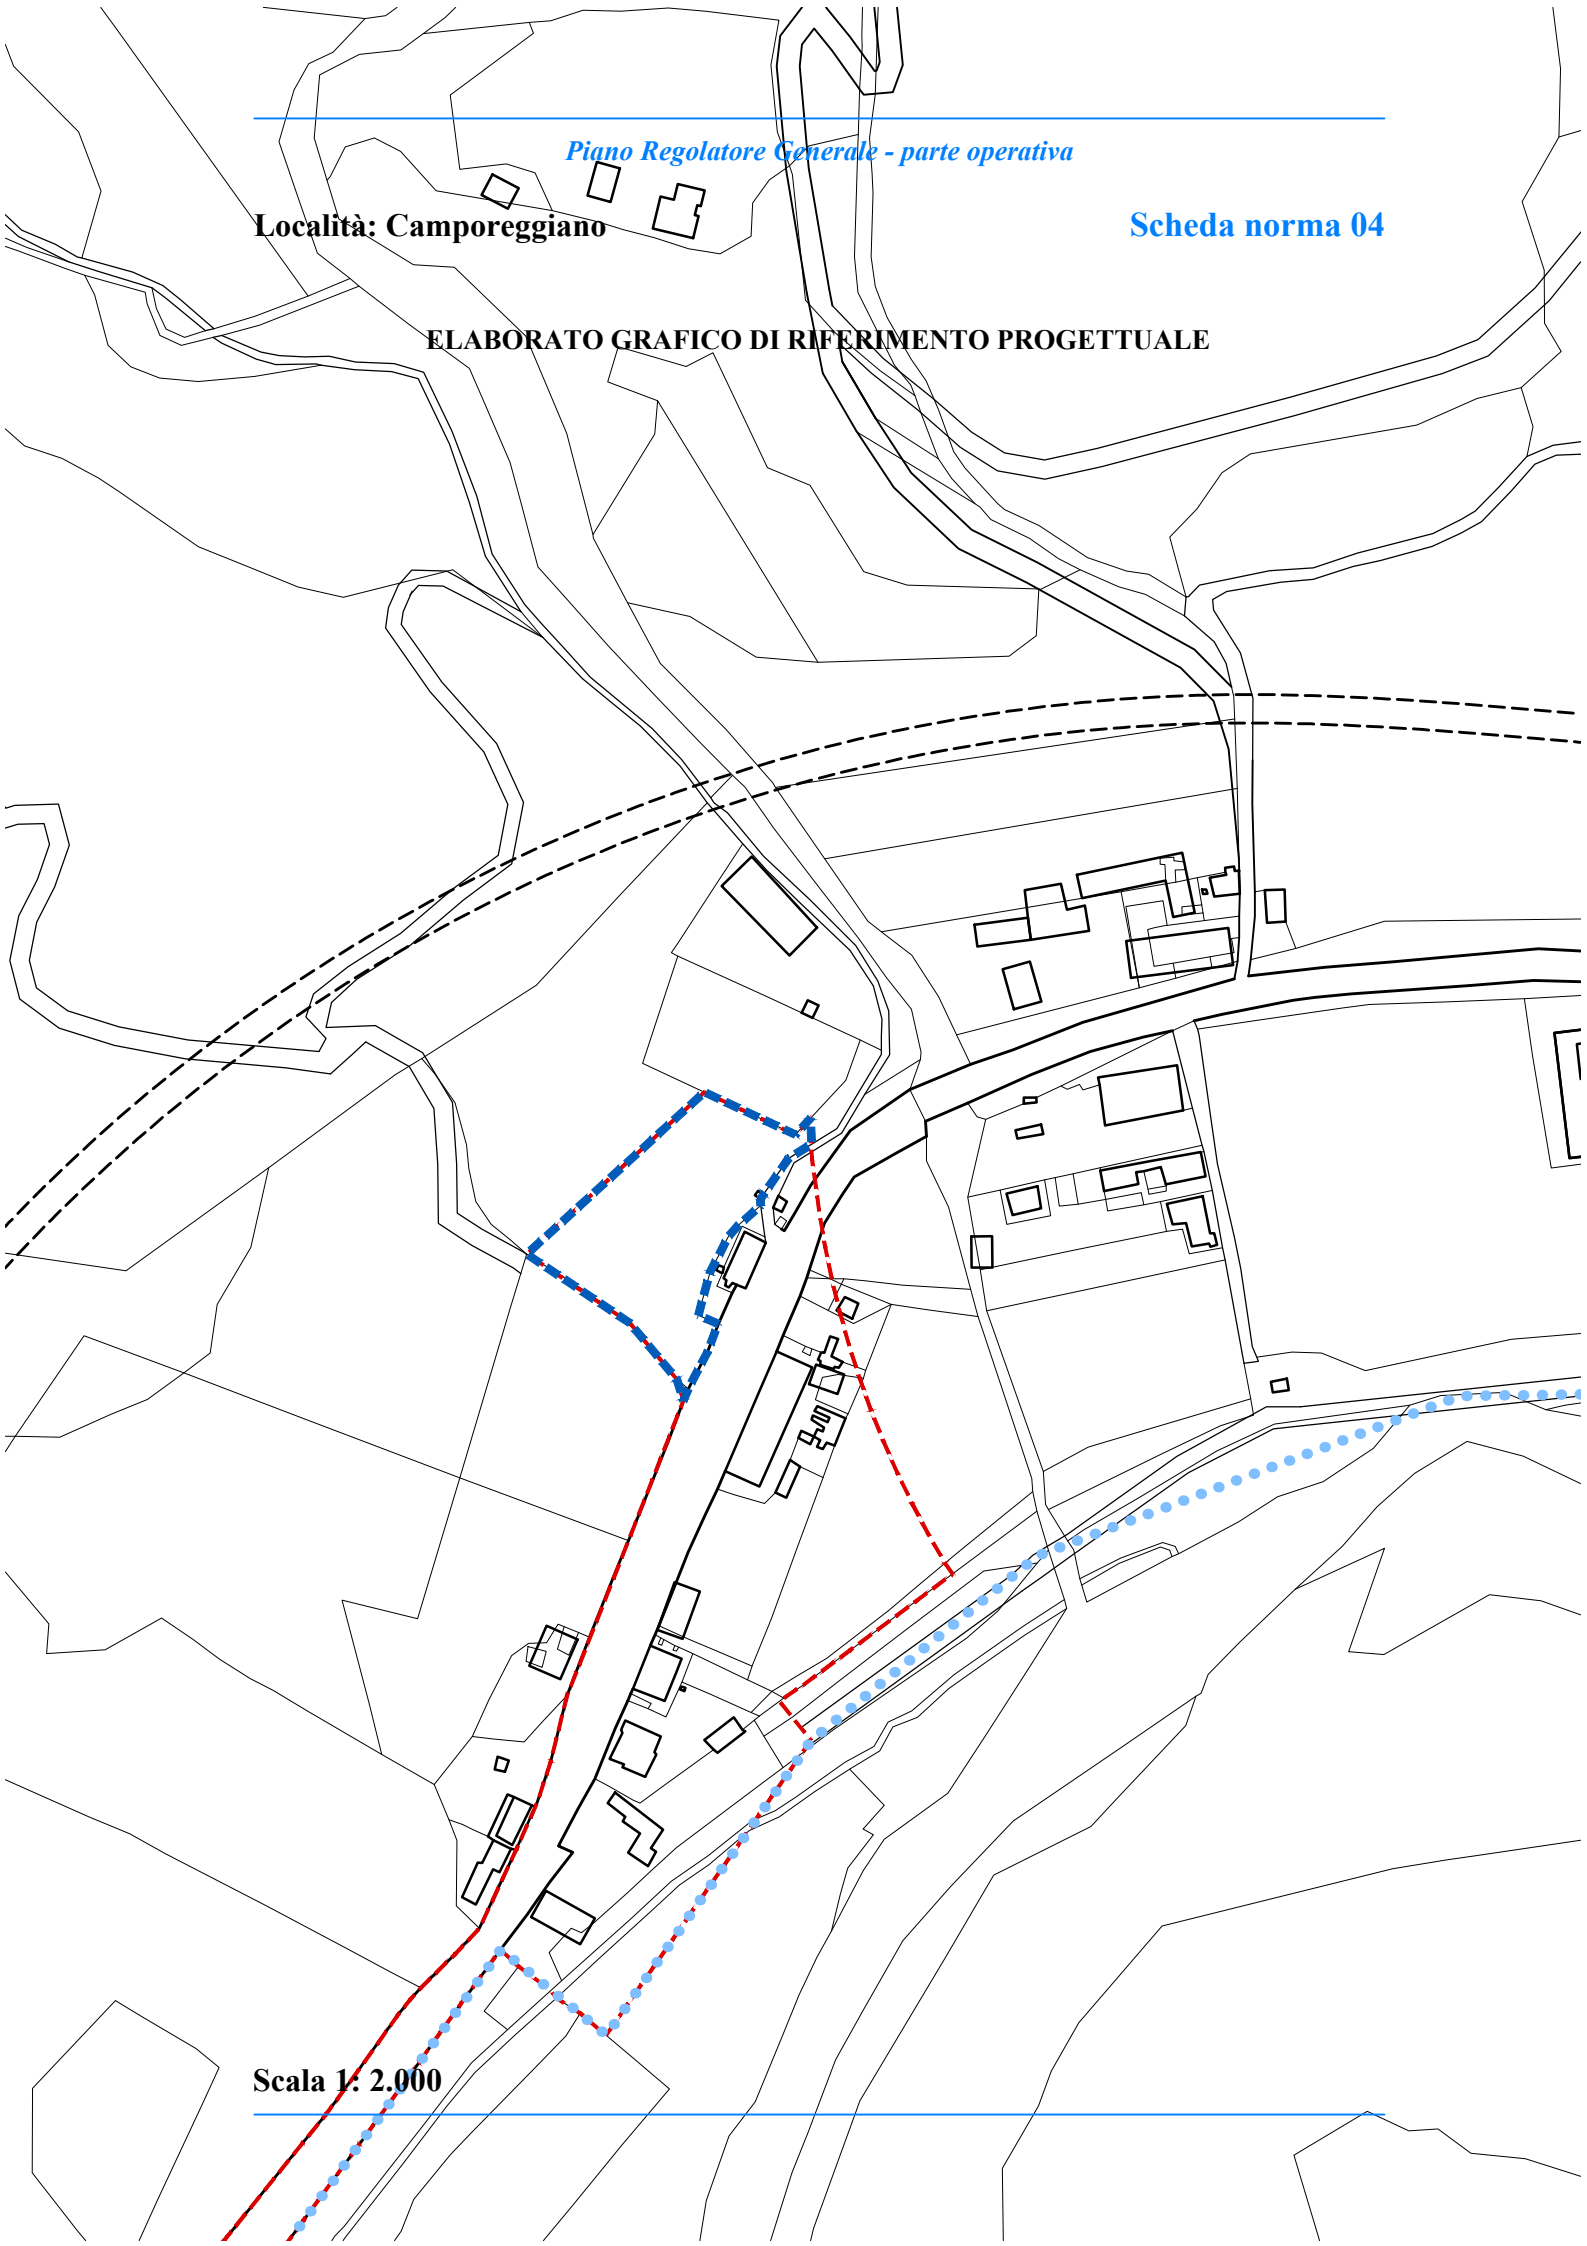 Piano Regolatore Generale - parte operativa
Località: Camporeggiano Scheda norma 04
ELABORATO GRAFICO DI RIFERIMENTO PROGETTUALE
Scala 1: 2.000